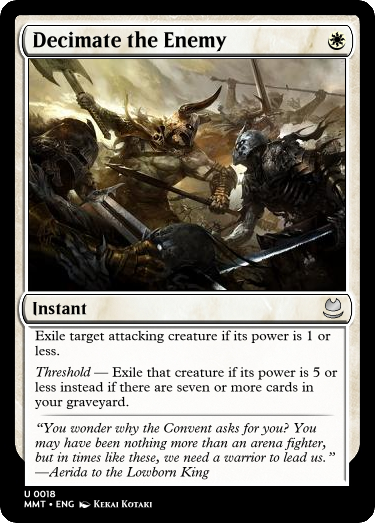 Decimate the Enemy
Instant
Exile target attacking creature if its power is 1 or
less.
Threshold — Exile that creature if its power is 5 or
less instead if there are seven or more cards in
your graveyard.
“You wonder why the Convent asks for you? You
may have been nothing more than an arena fighter,
but in times like these, we need a warrior to lead us.”
—Aerida to the Lowborn King
U 0018
MMT • ENG Kekai Kotaki